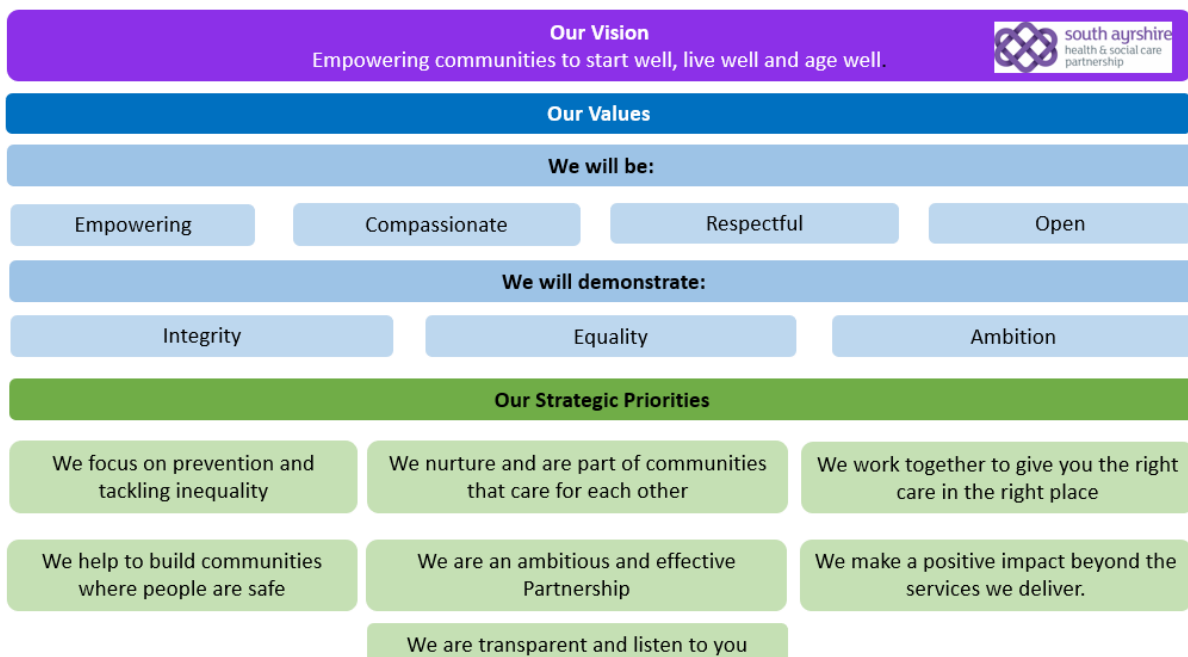 Our Vision
Empowering communities to start well, live well and age well.
south ayrshire
health & social care
partnership
Our Values
We will be:
Empowering
Compassionate
Respectful
Open
We will demonstrate:
Integrity
Equality
Ambition
Our Strategic Priorities
We focus on prevention and
tackling inequality
We nurture and are part of communities
that care for each other
We work together to give you the right
care in the right place
We help to build communities
where people are safe
We are an ambitious and effective
Partnership
We make a positive impact beyond the
services we deliver.
We are transparent and listen to you